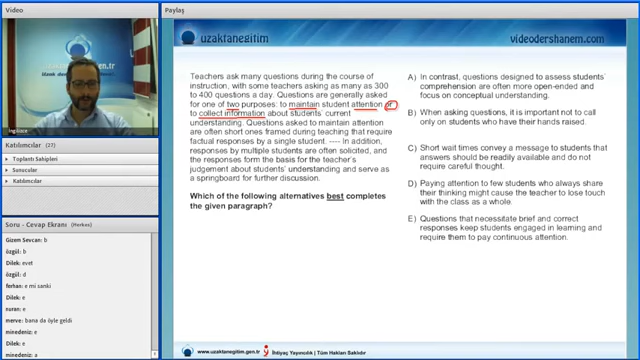 Video
Paylaş
İngilizce
Katılımcılar (27)
Toplantı Sahipleri
Sunucular
Katılımcılar
Soru - Cevap Ekranı (Herkes)
Gizem Sevcan: b
Dilek: evet
özgül: d
ferhan: e mi sanki
Dilek: e
nuran: e
merve: bana da öyle geldi
miredeniz: e
Dilek: e
miredeniz: e
uzaktanegitim
videodershanem.com
Teachers ask many questions during the course of
instruction, with some teachers asking as many as 300
to 400 questions a day. Questions are generally asked
for one of two purposes: to maintain student attention or
to collect information about students' current
understanding. Questions asked to maintain attention
are often short ones framed during teaching that require
factual responses by a single student. ---- In addition,
responses by multiple students are often solicited, and
the responses form the basis for the teacher's
judgement about students' understanding and serve as
a springboard for further discussion.
Which of the following alternatives best completes
the given paragraph?
A) In contrast, questions designed to assess students'
comprehension are often more open-ended and
focus on conceptual understanding.
B) When asking questions, it is important not to call
only on students who have their hands raised.
C) Short wait times convey a message to students that
answers should be readily available and do not
require careful thought.
D) Paying attention to few students who always share
their thinking might cause the teacher to lose touch
with the class as a whole.
E) Questions that necessitate brief and correct
responses keep students engaged in learning and
require them to pay continuous attention.
www.uzaktanegitim.gen.tr
İhtiyaç Yayıncılık | Tüm Hakları Saklıdır